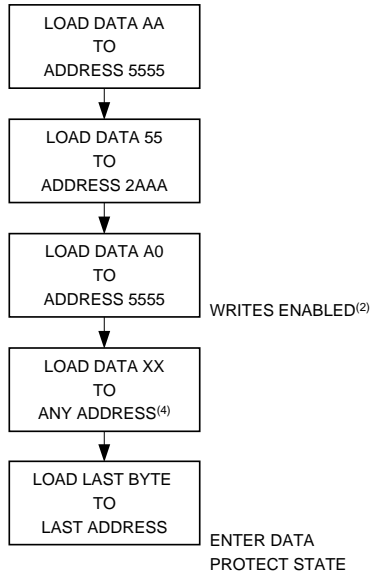 LOAD DATA AA
TO
ADDRESS 5555
LOAD DATA 55
TO
ADDRESS 2AAA
LOAD DATA A0
TO
ADDRESS 5555
WRITES ENABLED(2)
LOAD DATA XX
TO
ANY ADDRESS(4)
LOAD LAST BYTE
TO
LAST ADDRESS
ENTER DATA
PROTECT STATE